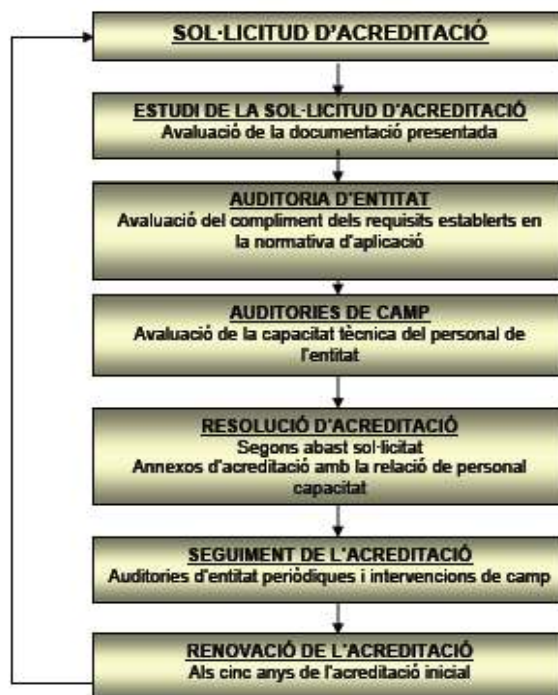 SOL·LICITUD D'ACREDITACIÓ
ESTUDI DE LA SOL·LICITUD D'ACREDITACIÓ
Avaluació de la documentació presentada
AUDITORIA D'ENTITAT
Avaluació del compliment dels requisits establerts en
la normativa d'aplicació
AUDITORIES DE CAMP
Avaluació de la capacitat tècnica del personal de
l'entitat
RESOLUCIÓ D'ACREDITACIÓ
Segons abast sol·licitat
Annexos d'acreditació amb la relació de personal
capacitat
SEGUIMENT DE L'ACREDITACIÓ
Auditories d'entitat periòdiques i intervencions de camp
RENOVACIÓ DE L'ACREDITACIÓ
Als cinc anys de l'acreditació inicial